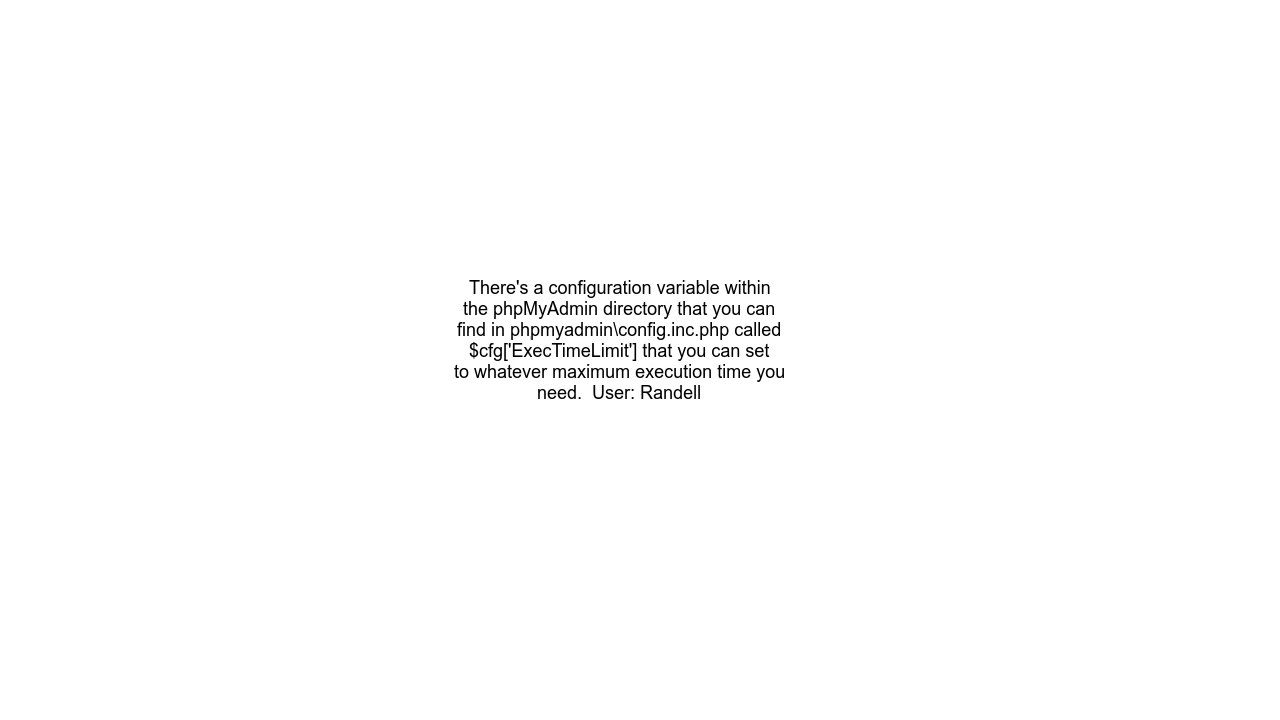 There's a configuration variable within
the phpMyAdmin directory that you can
find in phpmyadmin\config.inc.php called
$cfg['ExecTimeLimit'] that you can set
to whatever maximum execution time you
need.  User: Randell